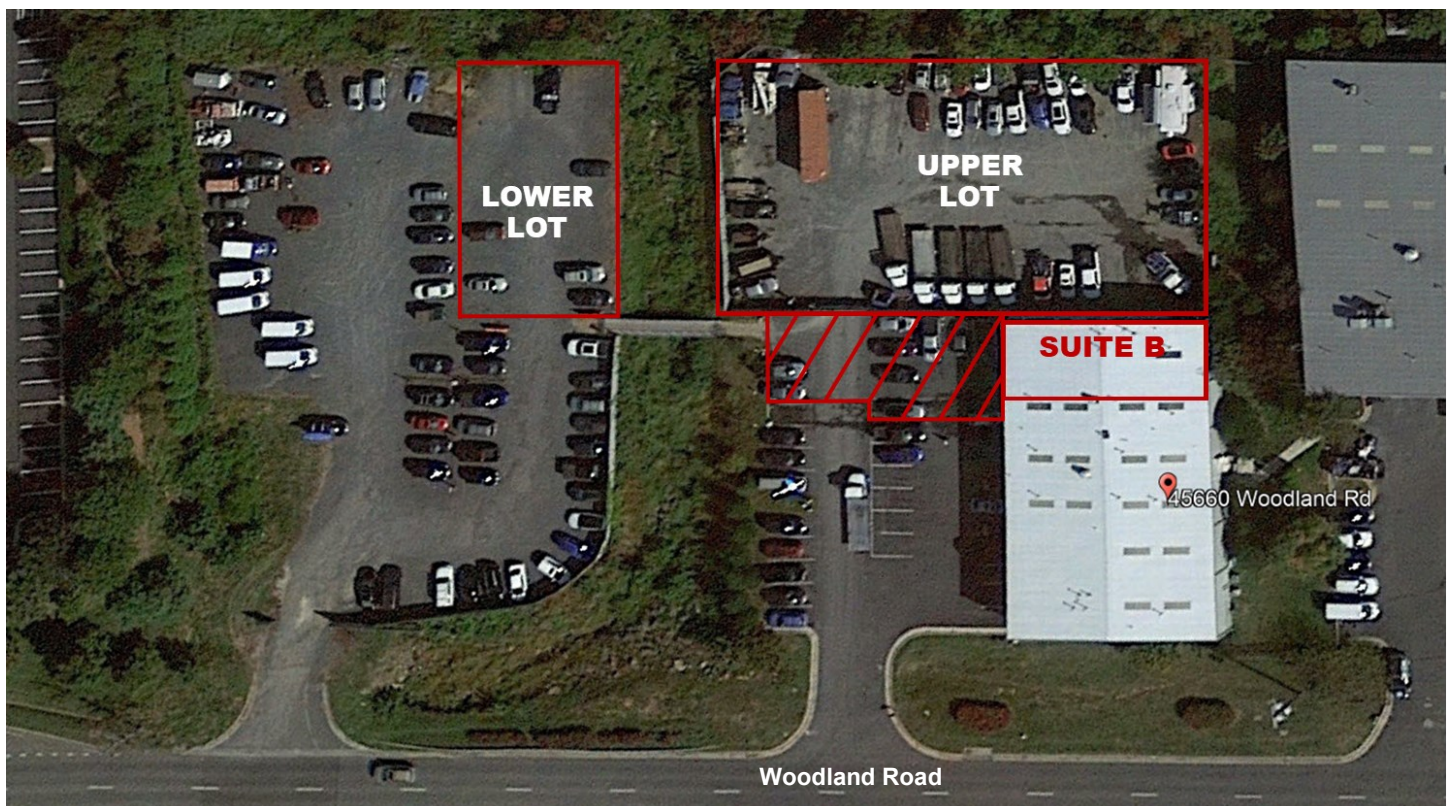 LOWER
LOT
UPPER
LOT
SUITE B
45660 Woodland Rd
Woodland Road